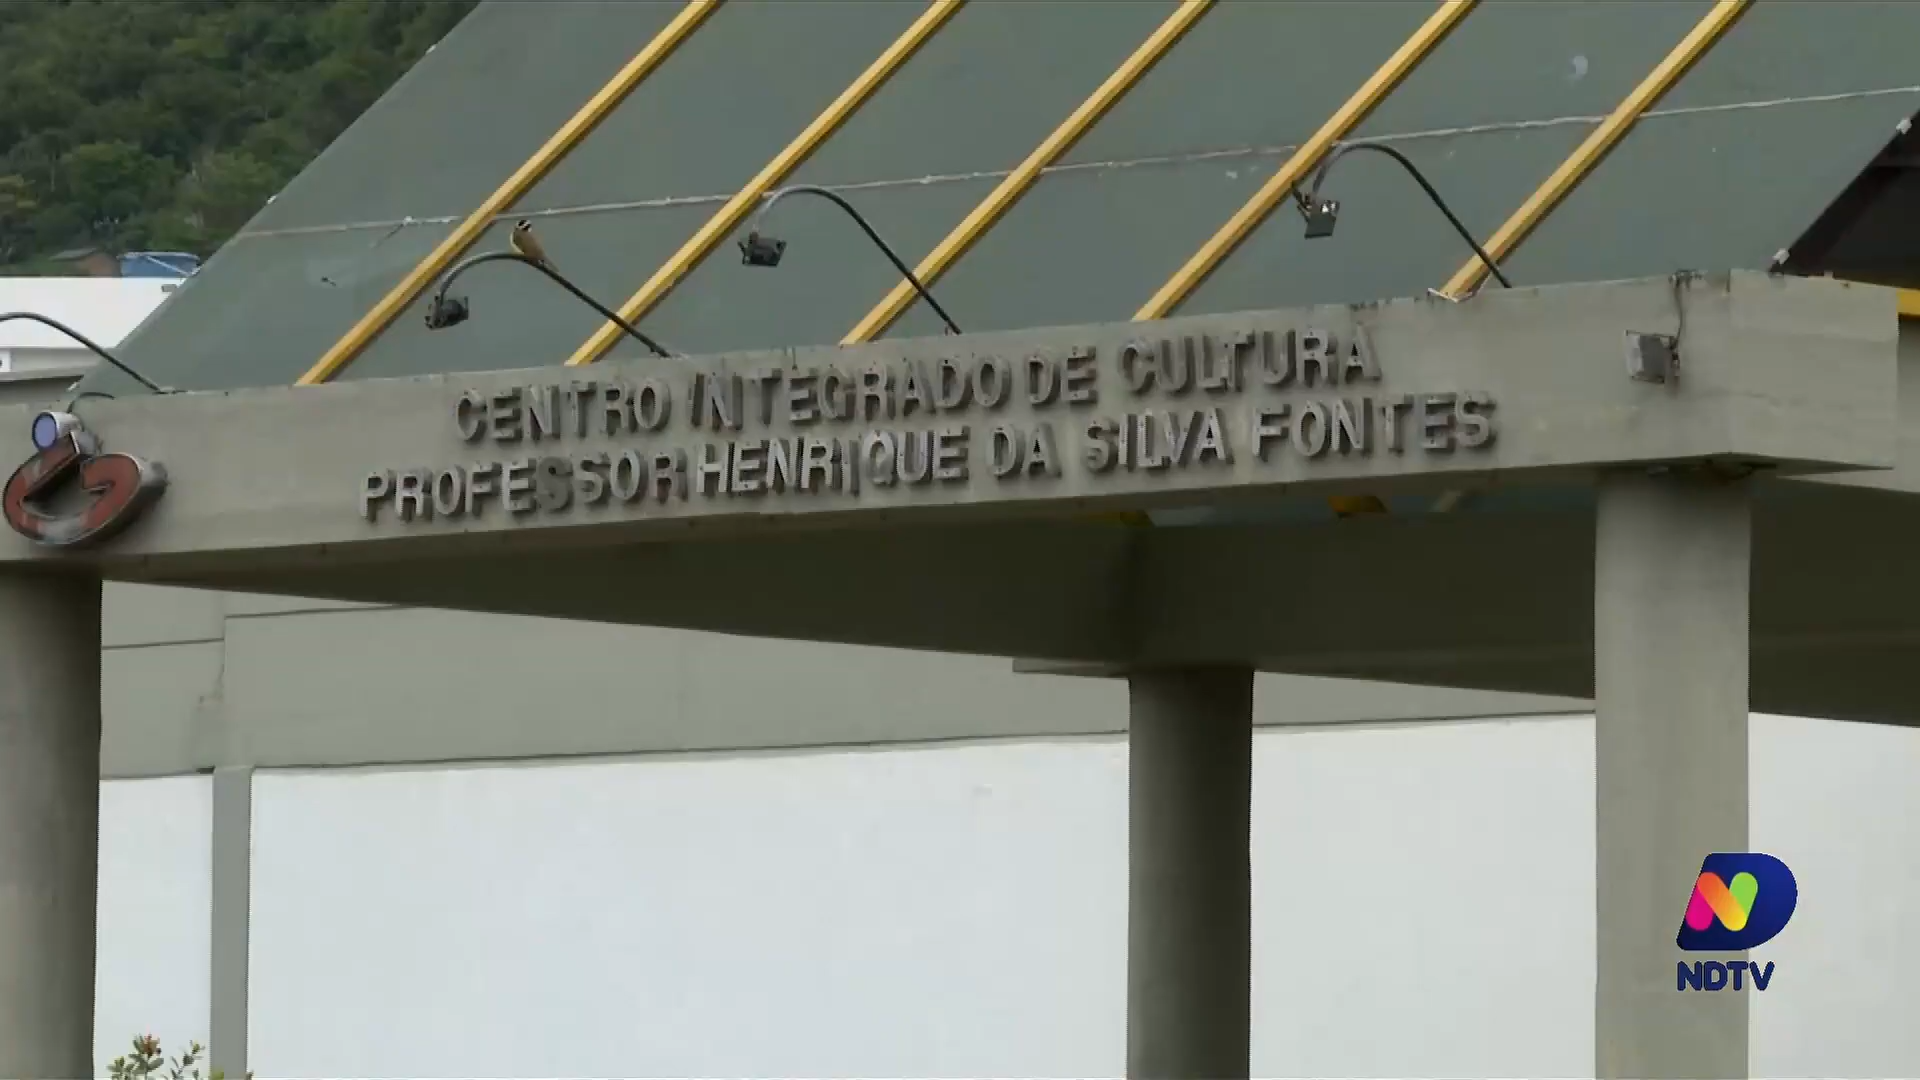 CENTRO INTEGRADO DE CULTURA
PROFESSOR HENRIQUE DA SILVA FONTES
NDTV